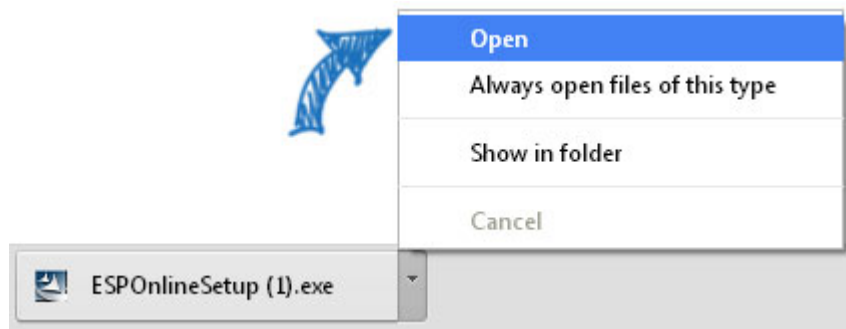 Open
Always open files of this type
Show in folder
Cancel
ESPOnlineSetup (1).exe